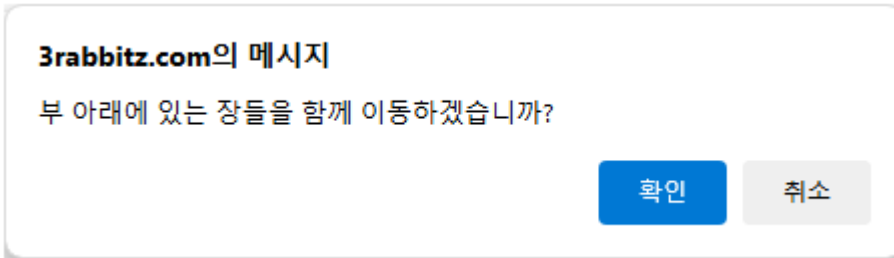 3rabbitz.com의 메시지
부 아래에 있는 장들을 함께 이동하겠습니까?
확인 취소